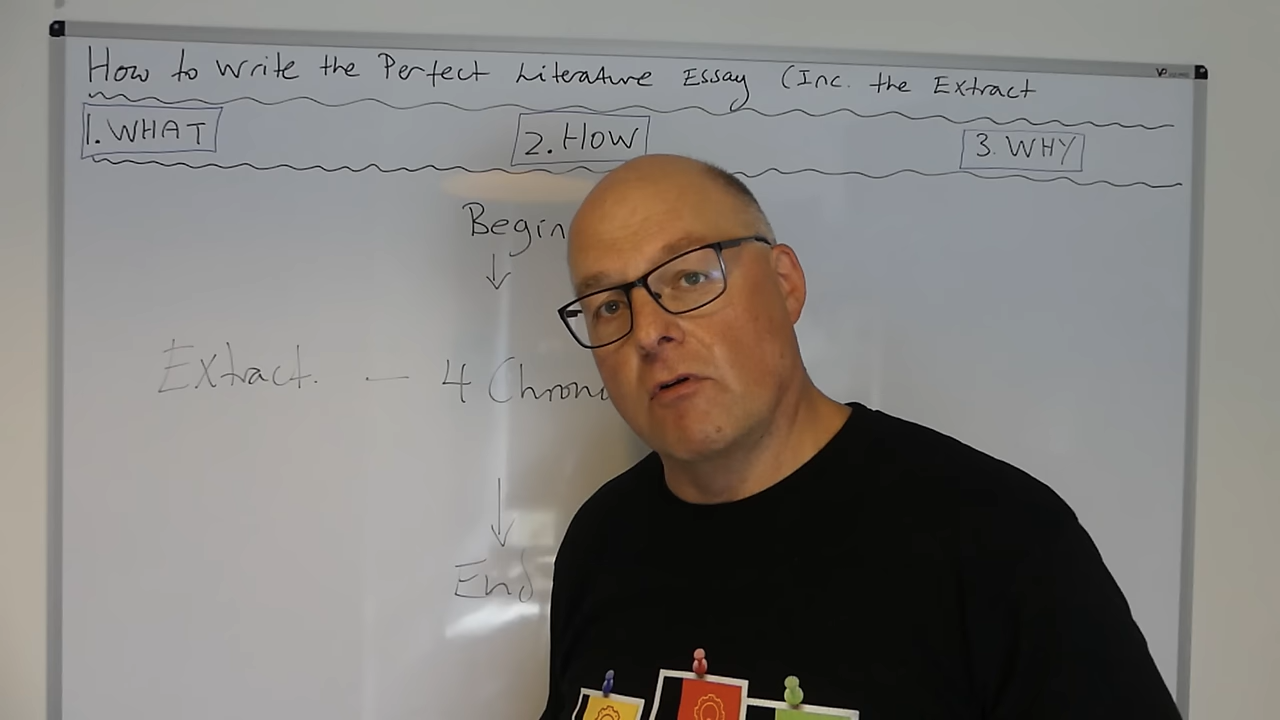 How to Write the Perfect Literature Essay (Inc. the Extract
1. WHAT 2. HOW 3. WHY
Begin
Extract. — 4 Chrono
End